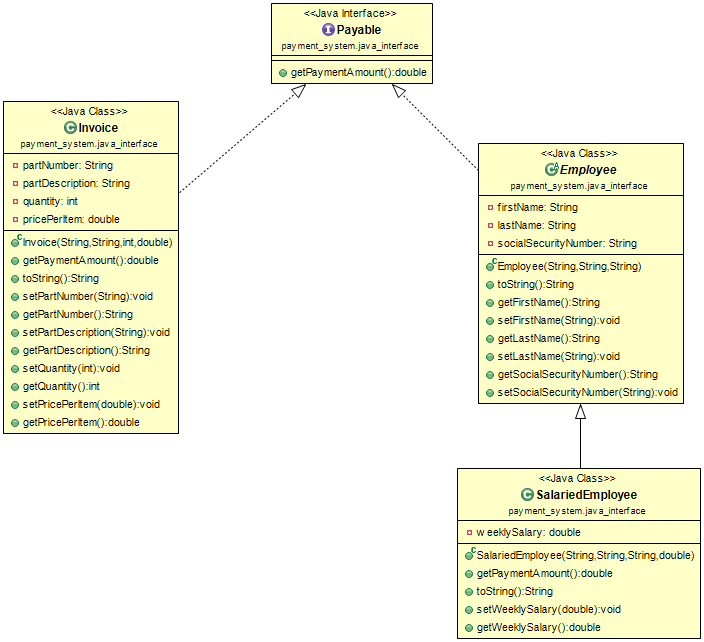 <<Java Interface>>
Payable
payment_system.java_interface
getPaymentAmount():double
<<Java Class>>
Invoice
payment_system.java_interface
partNumber: String
partDescription: String
quantity: int
pricePerItem: double
Invoice(String,String,int,double)
getPaymentAmount():double
toString():String
setPartNumber(String):void
getPartNumber():String
setPartDescription(String):void
getPartDescription():String
setQuantity(int):void
getQuantity():int
setPricePerItem(double):void
getPricePerItem():double
<<Java Class>>
Employee
payment_system.java_interface
firstName: String
lastName: String
socialSecurityNumber: String
Employee(String,String,String)
toString():String
getFirstName():String
setFirstName(String):void
getLastName():String
setLastName(String):void
getSocialSecurityNumber():String
setSocialSecurityNumber(String):void
<<Java Class>>
SalariedEmployee
payment_system.java_interface
weeklySalary: double
SalariedEmployee(String,String,String,double)
getPaymentAmount():double
toString():String
setWeeklySalary(double):void
getWeeklySalary():double